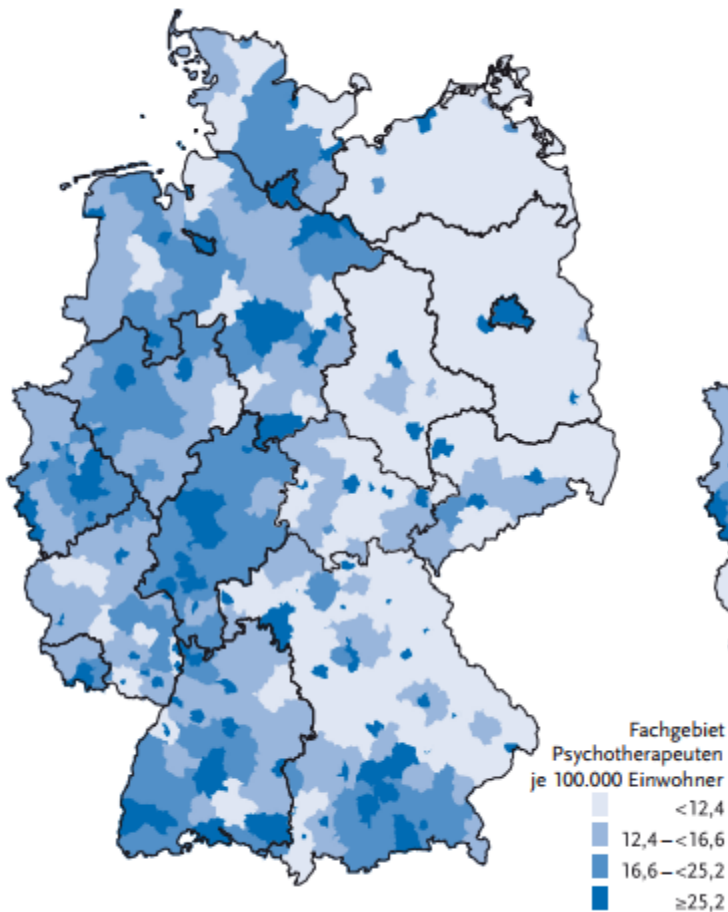 Fachgebiet
Psychotherapeuten
je 100.000 Einwohner
<12,4
12,4–<16,6
16,6–<25,2
≥25,2